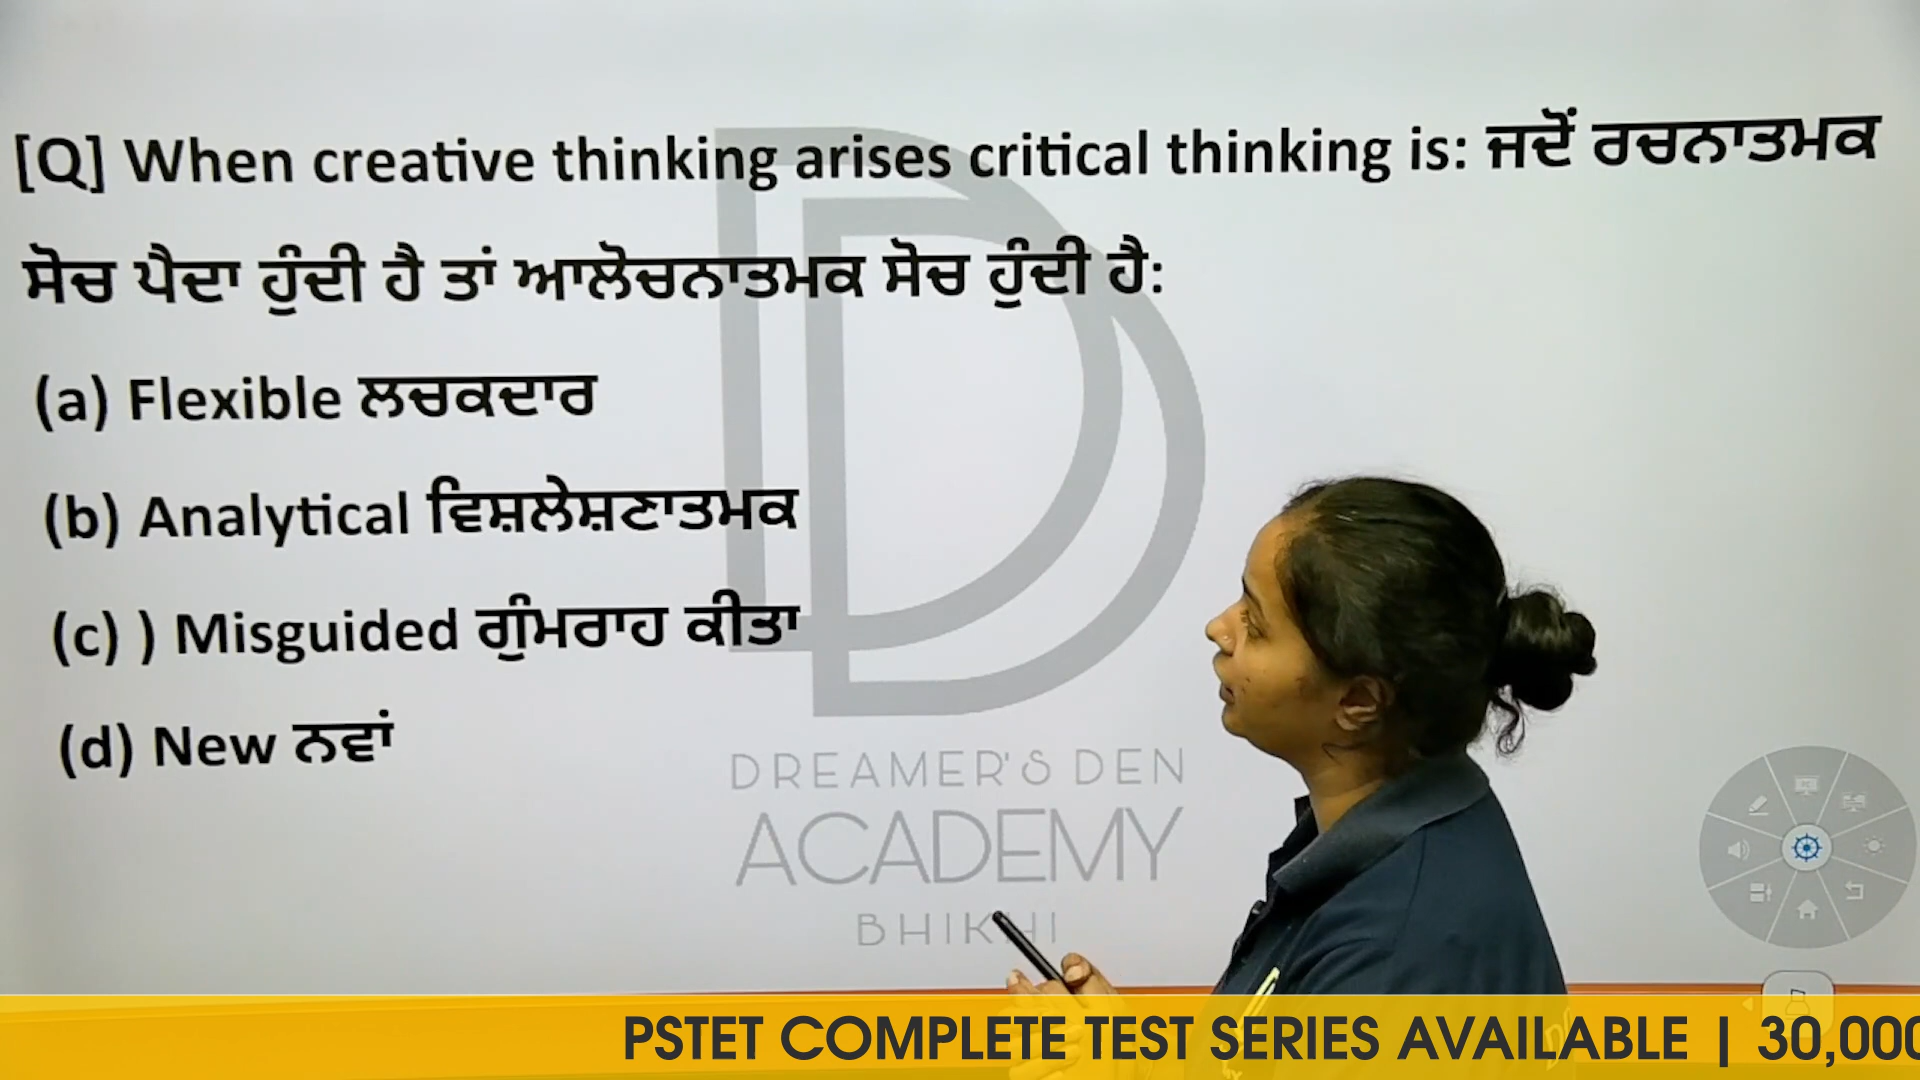 [Q] When creative thinking arises critical thinking is: ਜਦੋਂ ਰਚਨਾਤਮਕ
ਸੋਚ ਪੈਦਾ ਹੁੰਦੀ ਹੈ ਤਾਂ ਆਲੋਚਨਾਤਮਕ ਸੋਚ ਹੁੰਦੀ ਹੈ:
(a) Flexible ਲਚਕਦਾਰ
(b) Analytical ਵਿਸ਼ਲੇਸ਼ਣਾਤਮਕ
(c) ) Misguided ਗੁੰਮਰਾਹ ਕੀਤਾ
(d) New ਨਵਾਂ
DREAMER'S DEN
ACADEMY
BHIKHI
PSTET COMPLETE TEST SERIES AVAILABLE | 30,000